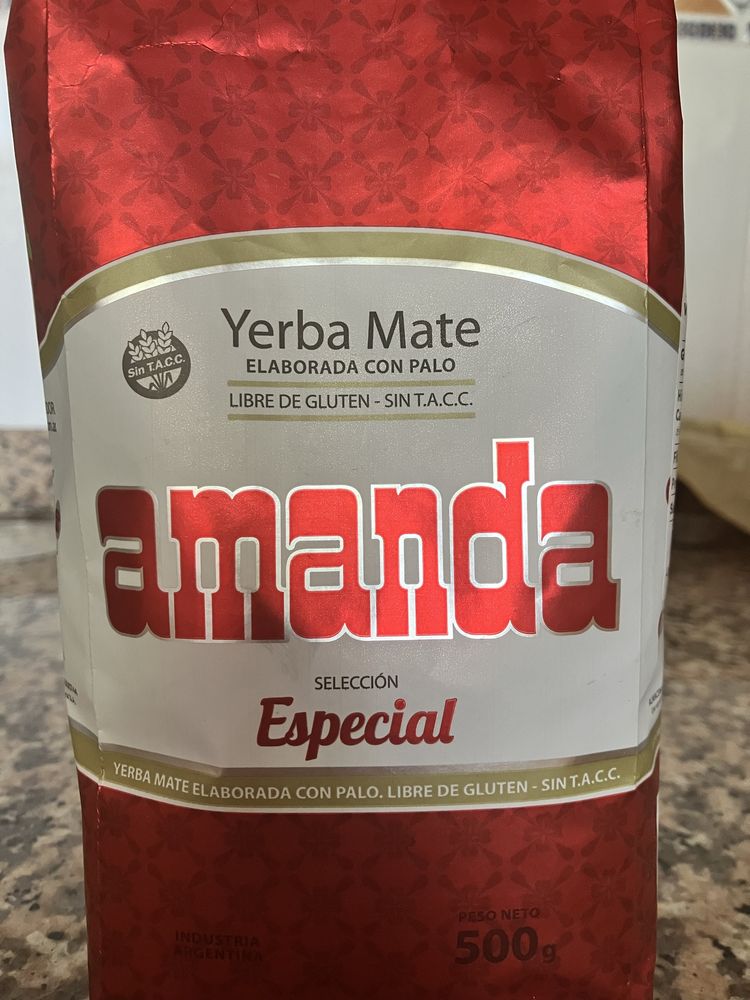 Yerba Mate
ELABORADA CON PALO
LIBRE DE GLUTEN - SIN T.A.C.C.
Sin T.A.C.C.
amanda
SELECCIÓN
Especial
YERBA MATE ELABORADA CON PALO. LIBRE DE GLUTEN - SIN T.A.C.C.
INDUSTRIA
ARGENTINA
PESO NETO
500g